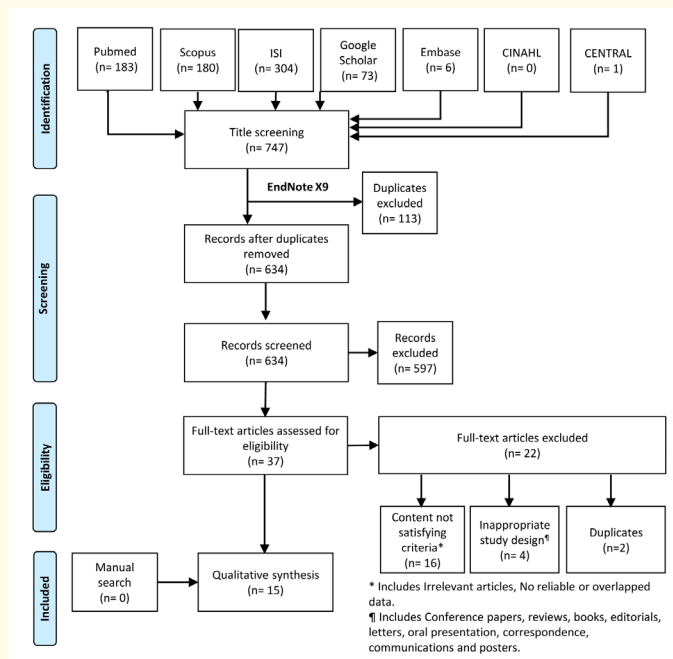 Identification
Pubmed
(n= 183)
Scopus
(n= 180)
ISI
(n= 304)
Google
Scholar
(n= 73)
Embase
(n= 6)
CINAHL
(n= 0)
CENTRAL
(n= 1)
Title screening
(n= 747)
Screening
EndNote X9
Duplicates
excluded
(n= 113)
Records after duplicates
removed
(n= 634)
Records screened
(n= 634)
Records
excluded
(n= 597)
Eligibility
Full-text articles assessed for
eligibility
(n= 37)
Full-text articles excluded
(n= 22)
Content not
satisfying
criteria*
(n= 16)
Inappropriate
study design¶
(n= 4)
Duplicates
(n=2)
Included
Manual
search
(n= 0)
Qualitative synthesis
(n= 15)
* Includes Irrelevant articles, No reliable or overlapped
data.
¶ Includes Conference papers, reviews, books, editorials,
letters, oral presentation, correspondence,
communications and posters.